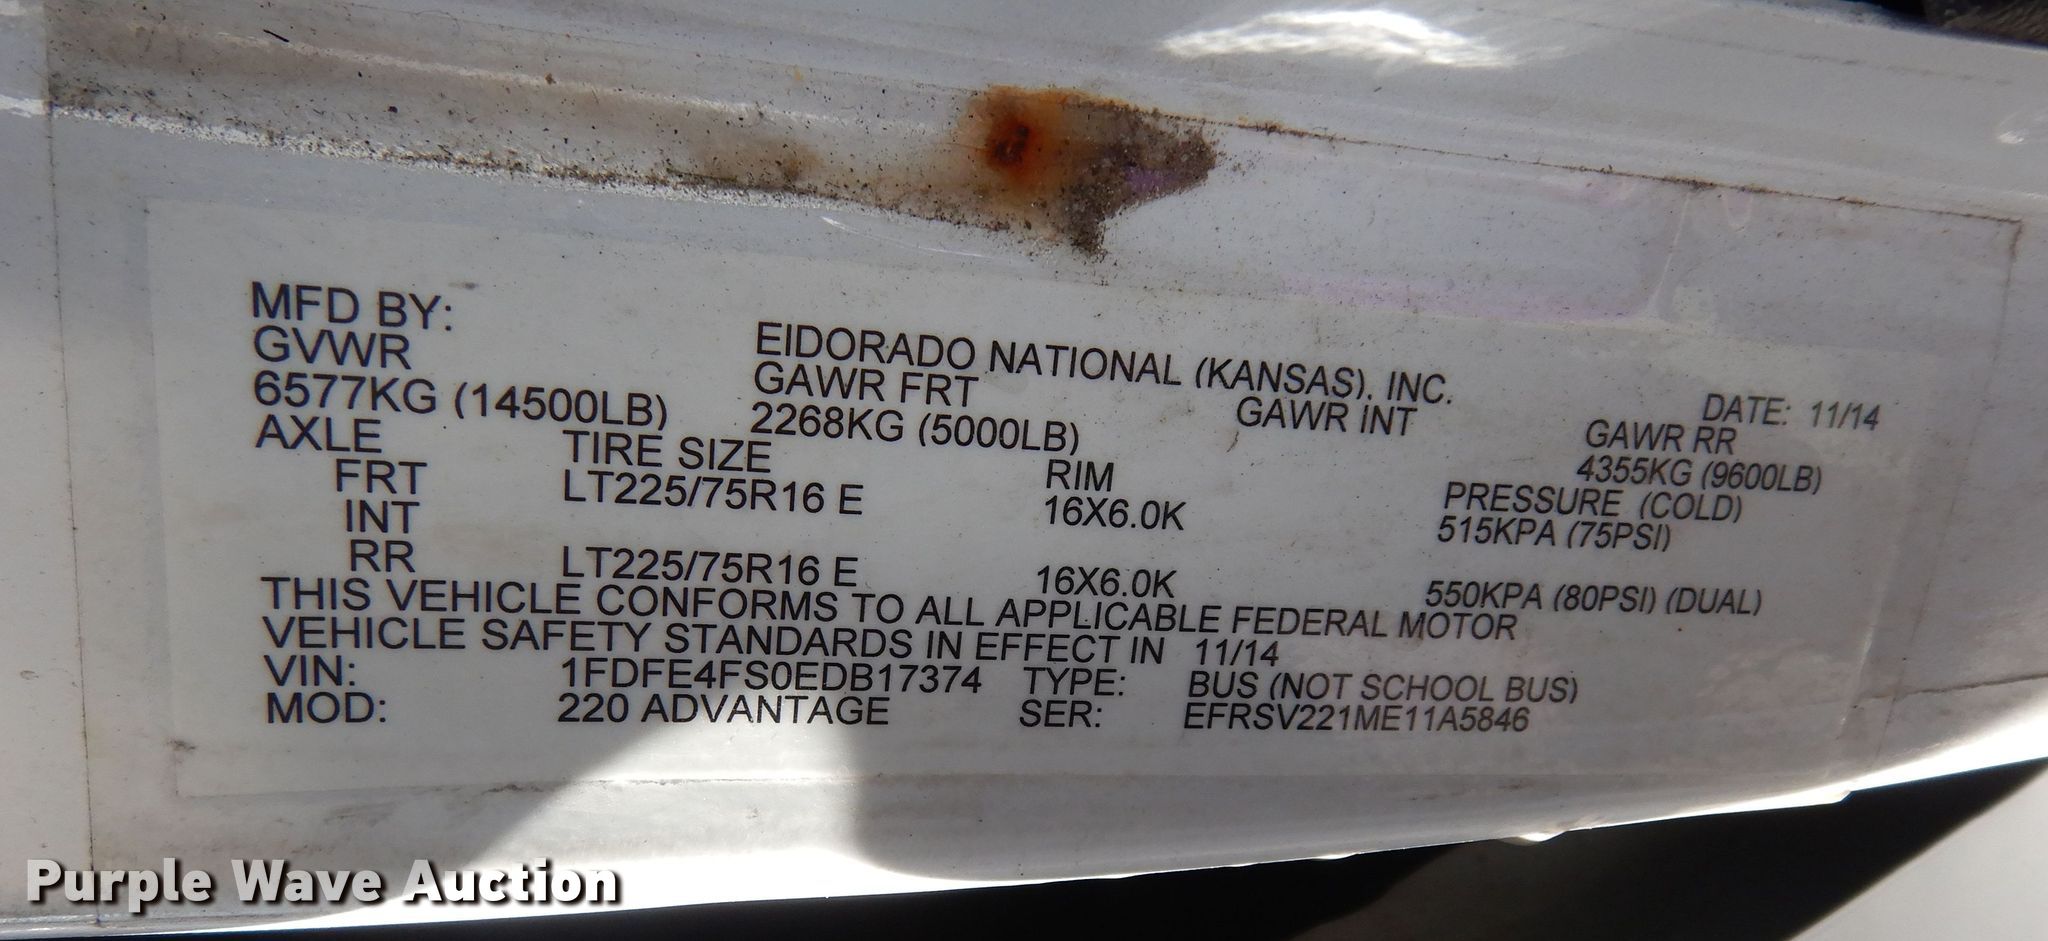 MFD BY: EIDORADO NATIONAL (KANSAS). INC. DATE: 11/14
GVWR GAWR FRT GAWR INT GAWR RR
6577KG (14500LB) 2268KG (5000LB) 4355KG (9600LB)
AXLE TIRE SIZE RIM PRESSURE (COLD)
FRT LT225/75R16 E 16X6.0K 515KPA (75PSI)
INT
RR LT225/75R16 E 16X6.0K 550KPA (80PSI) (DUAL)
THIS VEHICLE CONFORMS TO ALL APPLICABLE FEDERAL MOTOR
VEHICLE SAFETY STANDARDS IN EFFECT IN 11/14
VIN: 1FDFE4FS0EDB17374 TYPE: BUS (NOT SCHOOL BUS)
MOD: 220 ADVANTAGE SER: EFRSV221ME11A5846
Purple Wave Auction